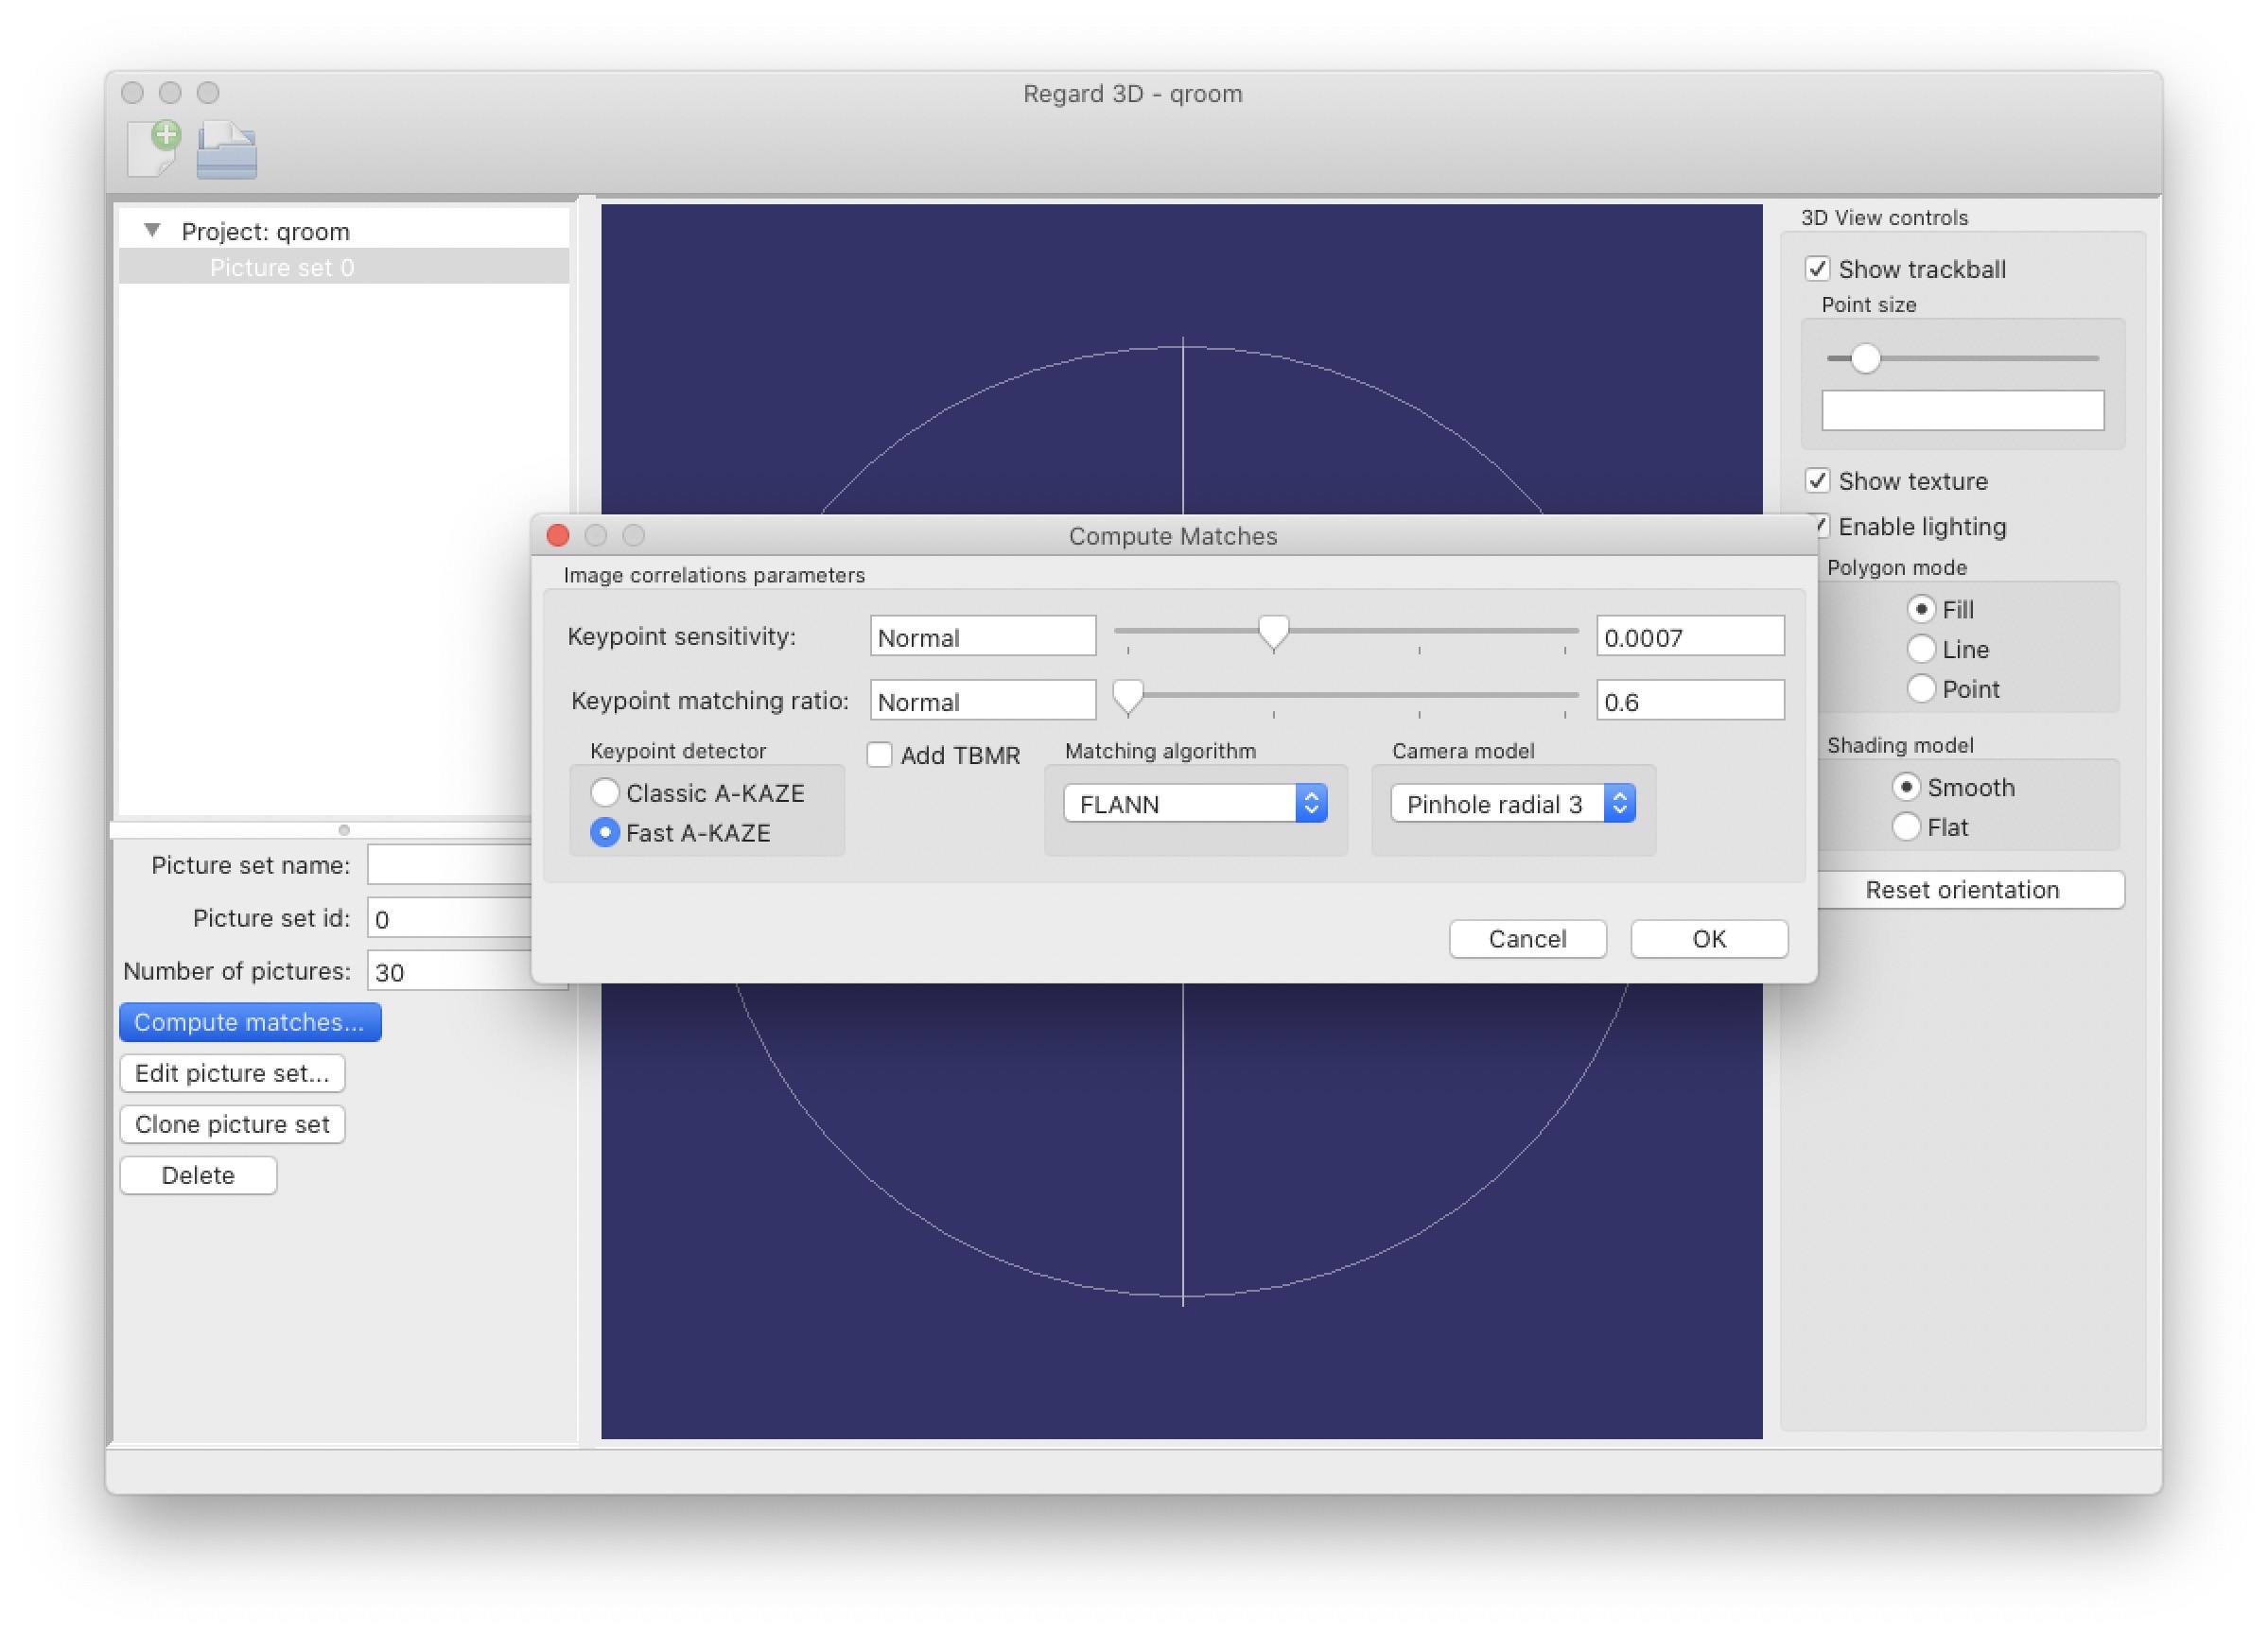 Regard 3D - qroom
Project: qroom
Picture set 0
Picture set name:
Picture set id: 0
Number of pictures: 30
Compute matches...
Edit picture set...
Clone picture set
Delete
Compute Matches
Image correlations parameters
Keypoint sensitivity: Normal 0.0007
Keypoint matching ratio: Normal 0.6
Keypoint detector
Classic A-KAZE
Fast A-KAZE
Add TBMR
Matching algorithm
FLANN
Camera model
Pinhole radial 3
Cancel OK
3D View controls
Show trackball
Point size
Show texture
Enable lighting
Polygon mode
Fill
Line
Point
Shading model
Smooth
Flat
Reset orientation